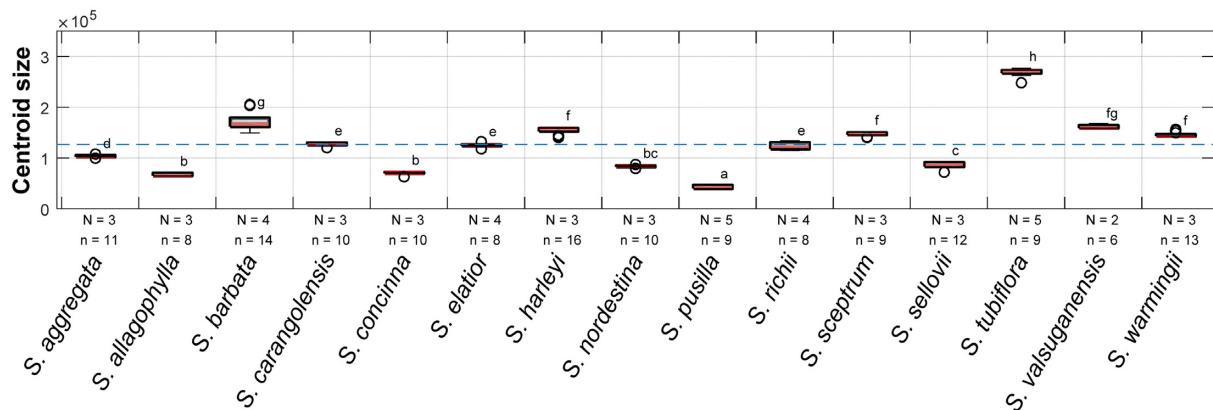 ×10⁵
Centroid size
3
2
1
0
d
b
g
e
b
e
f
bc
a
e
f
c
h
fg
f
N = 3 N = 3 N = 4 N = 3 N = 3 N = 4 N = 3 N = 3 N = 5 N = 4 N = 3 N = 3 N = 5 N = 2 N = 3
n = 11 n = 8 n = 14 n = 10 n = 10 n = 8 n = 16 n = 10 n = 9 n = 8 n = 9 n = 12 n = 9 n = 6 n = 13
S. aggregata
S. allagophylla
S. barbata
S. carangolensis
S. concinna
S. elatior
S. harleyi
S. nordestina
S. pusilla
S. richii
S. sceptrum
S. sellovii
S. tubiflora
S. valsuganensis
S. warmingii